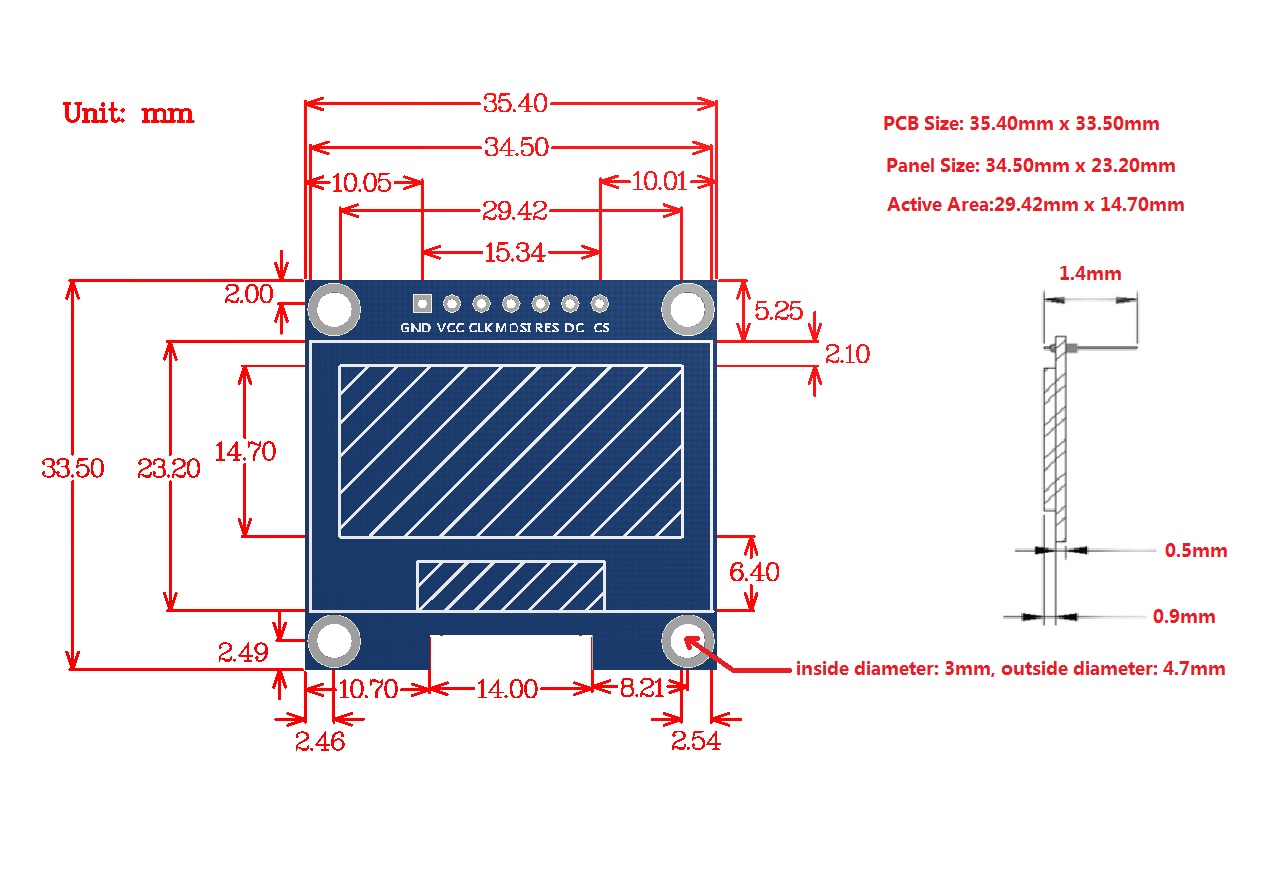 35.40
Unit: mm
PCB Size: 35.40mm x 33.50mm
34.50
Panel Size: 34.50mm x 23.20mm
10.05
10.01
29.42
Active Area:29.42mm x 14.70mm
15.34
1.4mm
2.00
5.25
GND VCC CLK MOSI RES DC CS
2.10
14.70
33.50
23.20
0.5mm
6.40
0.9mm
2.49
inside diameter: 3mm, outside diameter: 4.7mm
10.70
14.00
8.21
2.46
2.54